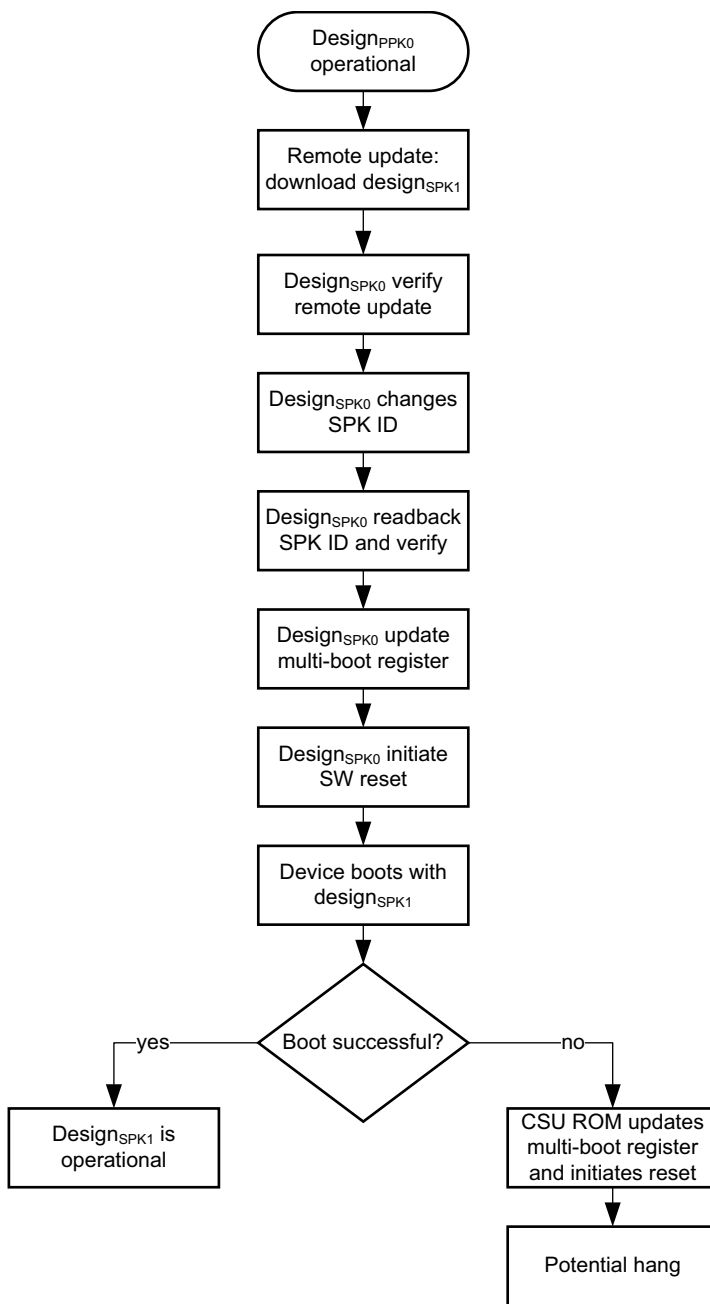 Design_PPK0
operational
Remote update:
download design_SPK1
Design_SPK0 verify
remote update
Design_SPK0 changes
SPK ID
Design_SPK0 readback
SPK ID and verify
Design_SPK0 update
multi-boot register
Design_SPK0 initiate
SW reset
Device boots with
design_SPK1
Boot successful?
yes
no
Design_SPK1 is
operational
CSU ROM updates
multi-boot register
and initiates reset
Potential hang